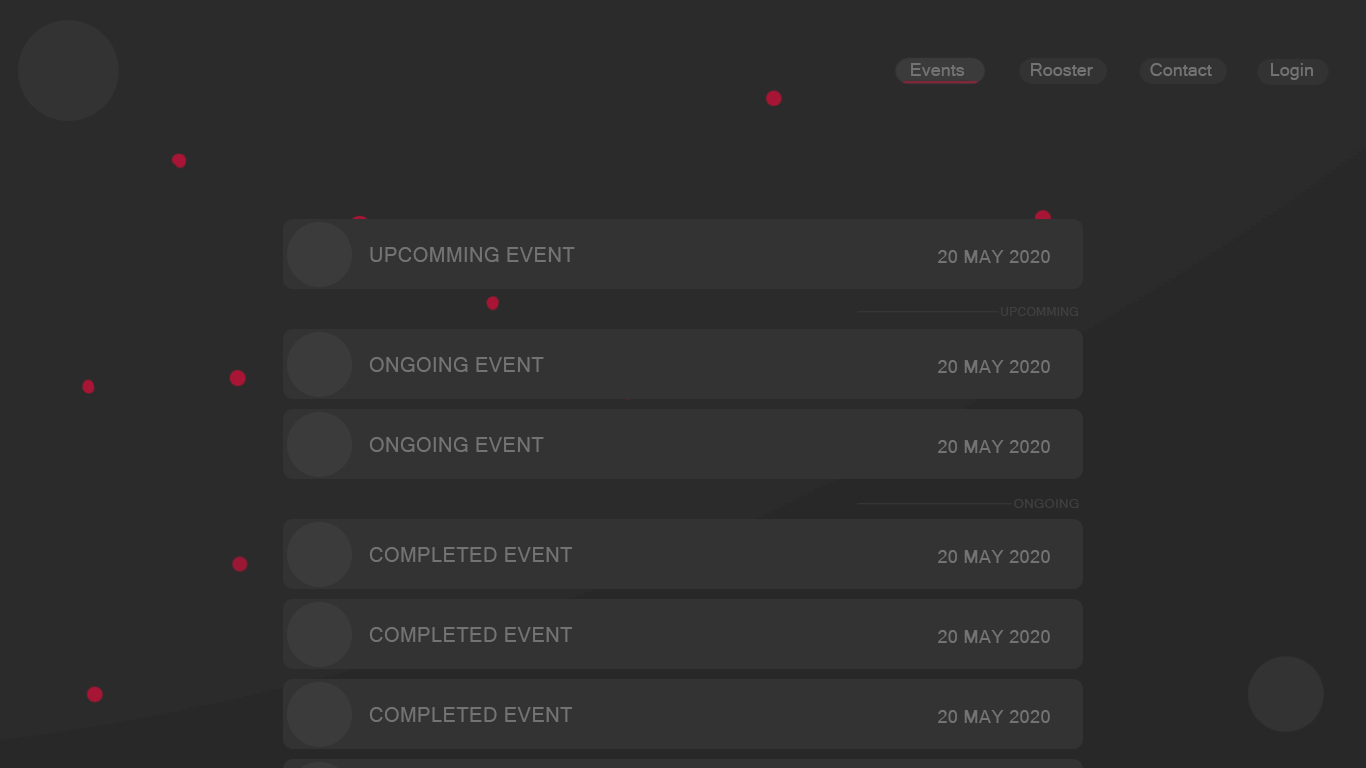 Events Rooster Contact Login
UPCOMMING EVENT 20 MAY 2020
UPCOMMING
ONGOING EVENT 20 MAY 2020
ONGOING EVENT 20 MAY 2020
ONGOING
COMPLETED EVENT 20 MAY 2020
COMPLETED EVENT 20 MAY 2020
COMPLETED EVENT 20 MAY 2020